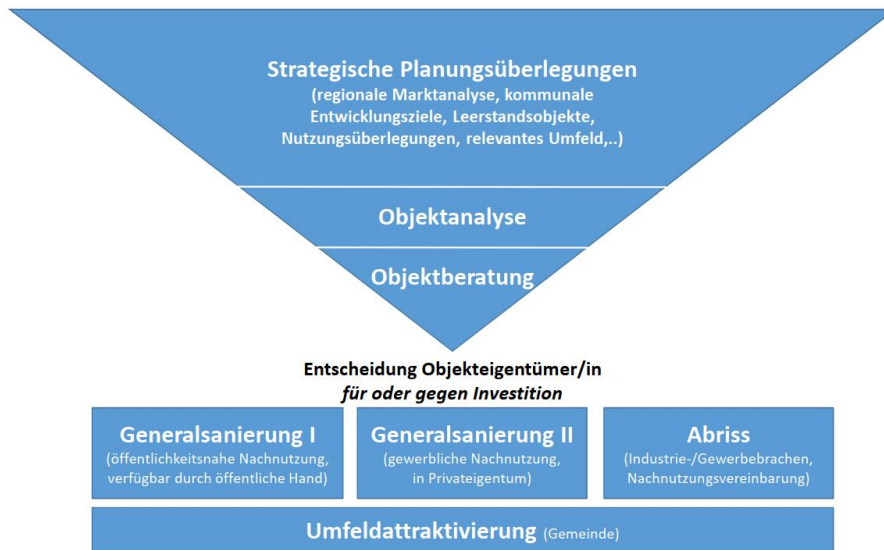 Strategische Planungsüberlegungen
(regionale Marktanalyse, kommunale
Entwicklungsziele, Leerstandsobjekte,
Nutzungsüberlegungen, relevantes Umfeld,..)
Objektanalyse
Objektberatung
Entscheidung Objekteigentümer/in
für oder gegen Investition
Generalsanierung I
(öffentlichkeitsnahe Nachnutzung,
verfügbar durch öffentliche Hand)
Generalsanierung II
(gewerbliche Nachnutzung,
in Privateigentum)
Abriss
(Industrie-/Gewerbebrachen,
Nachnutzungsvereinbarung)
Umfeldattraktivierung (Gemeinde)